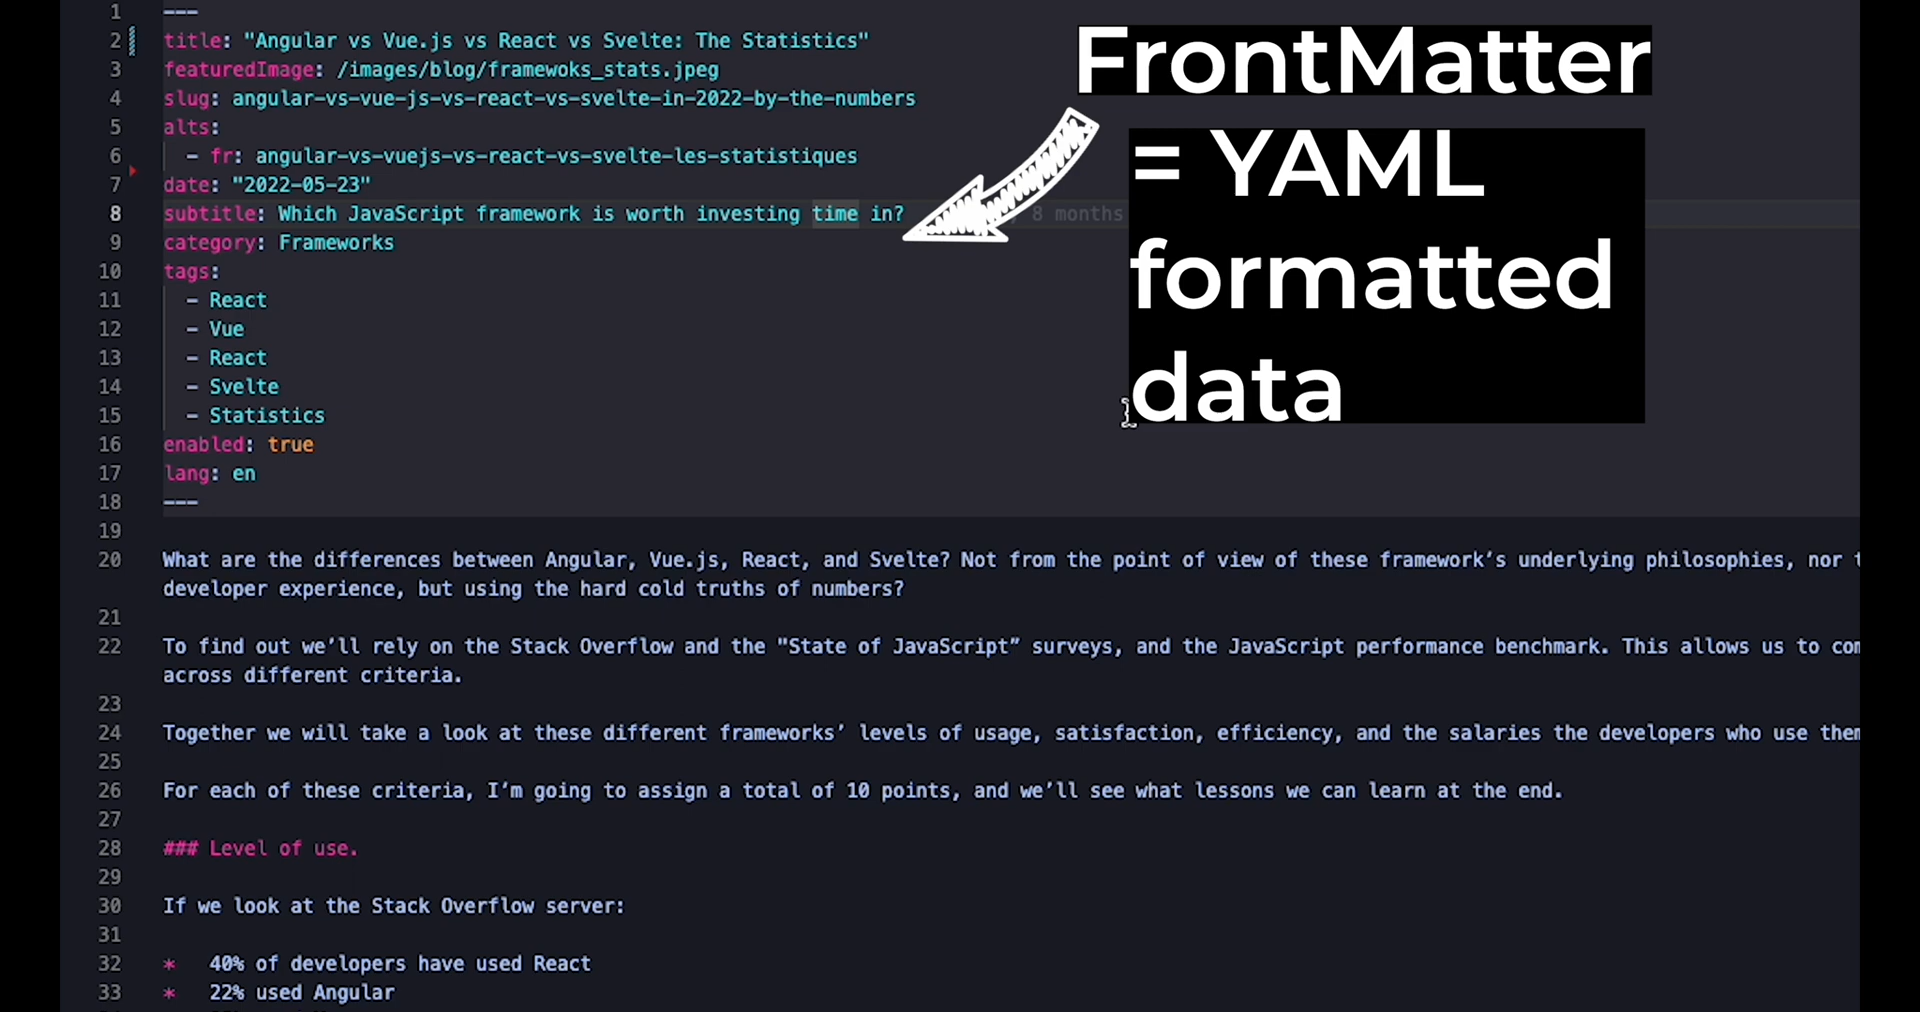 1 ---
2 title: "Angular vs Vue.js vs React vs Svelte: The Statistics"
3 featuredImage: /images/blog/framewoks_stats.jpeg
4 slug: angular-vs-vue-js-vs-react-vs-svelte-in-2022-by-the-numbers
5 alts:
6 - fr: angular-vs-vuejs-vs-react-vs-svelte-les-statistiques
7 date: "2022-05-23"
8 subtitle: Which JavaScript framework is worth investing time in? 8 months
9 category: Frameworks
10 tags:
11 - React
12 - Vue
13 - React
14 - Svelte
15 - Statistics
16 enabled: true
17 lang: en
18 ---
19
20 What are the differences between Angular, Vue.js, React, and Svelte? Not from the point of view of these framework’s underlying philosophies, nor
developer experience, but using the hard cold truths of numbers?
21
22 To find out we’ll rely on the Stack Overflow and the "State of JavaScript” surveys, and the JavaScript performance benchmark. This allows us to
across different criteria.
23
24 Together we will take a look at these different frameworks’ levels of usage, satisfaction, efficiency, and the salaries the developers who use
25
26 For each of these criteria, I’m going to assign a total of 10 points, and we’ll see what lessons we can learn at the end.
27
28 ### Level of use.
29
30 If we look at the Stack Overflow server:
31
32 * 40% of developers have used React
33 * 22% used Angular
FrontMatter
= YAML
formatted
data